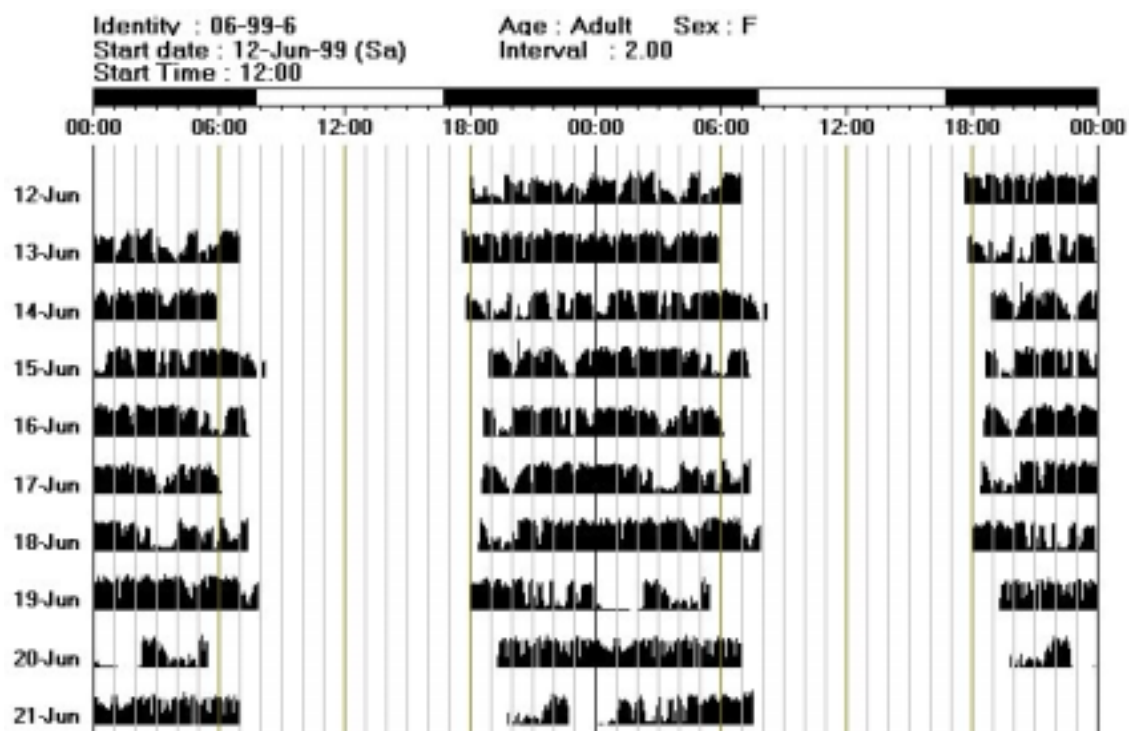 Identity : 06-99-6 Age : Adult Sex : F
Start date : 12-Jun-99 (Sa) Interval : 2.00
Start Time : 12:00
00:00 06:00 12:00 18:00 00:00 06:00 12:00 18:00 00:00
12-Jun
13-Jun
14-Jun
15-Jun
16-Jun
17-Jun
18-Jun
19-Jun
20-Jun
21-Jun